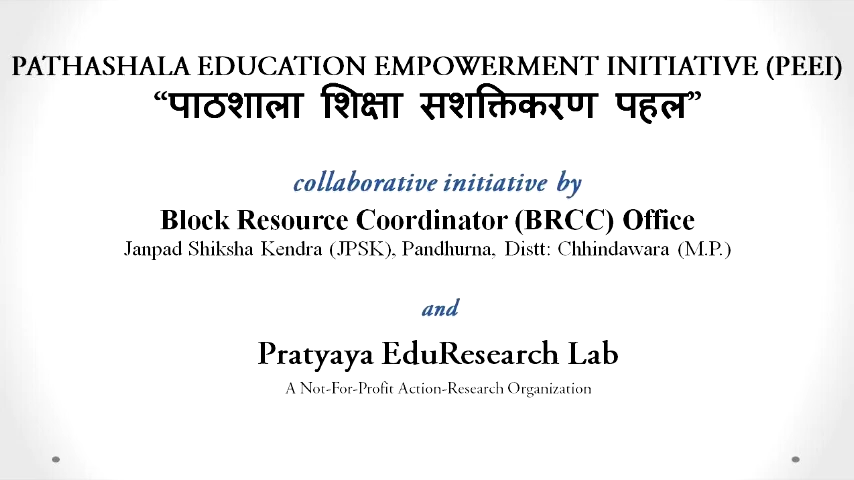 PATHASHALA EDUCATION EMPOWERMENT INITIATIVE (PEEI)
“पाठशाला शिक्षा सशक्तिकरण पहल”
collaborative initiative by
Block Resource Coordinator (BRCC) Office
Janpad Shiksha Kendra (JPSK), Pandhurna, Distt: Chhindawara (M.P.)
and
Pratyaya EduResearch Lab
A Not-For-Profit Action-Research Organization